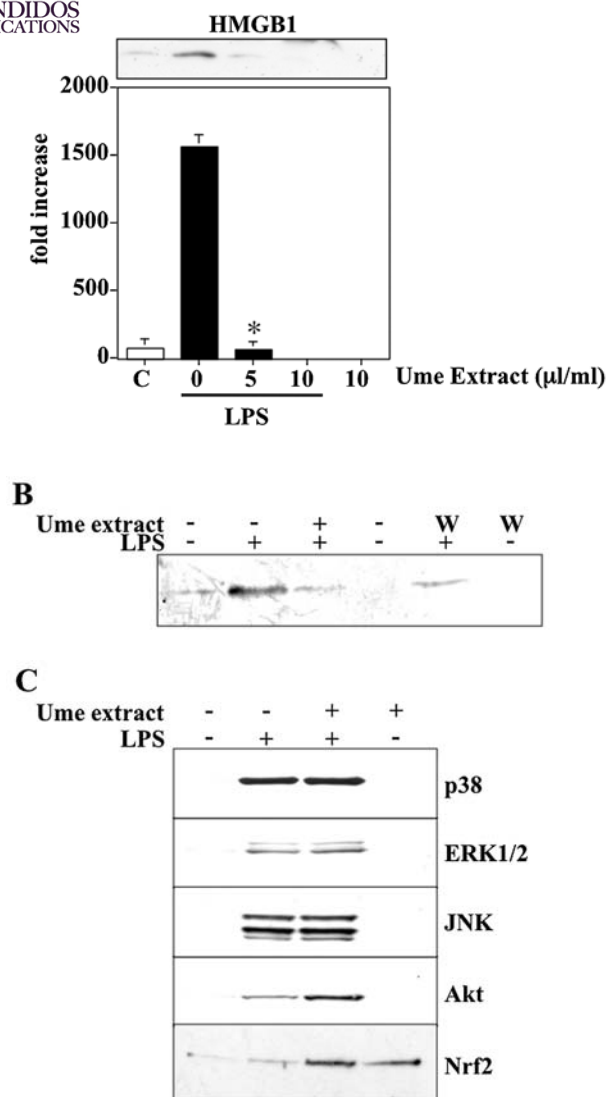 NDIDOS
ICATIONS
HMGB1
2000
1500
1000
500
0
fold increase
*
C 0 5 10 10 Ume Extract (μl/ml)
LPS
B
Ume extract - - + - W W
LPS - + + - + -
C
Ume extract - - + +
LPS - + + -
p38
ERK1/2
JNK
Akt
Nrf2